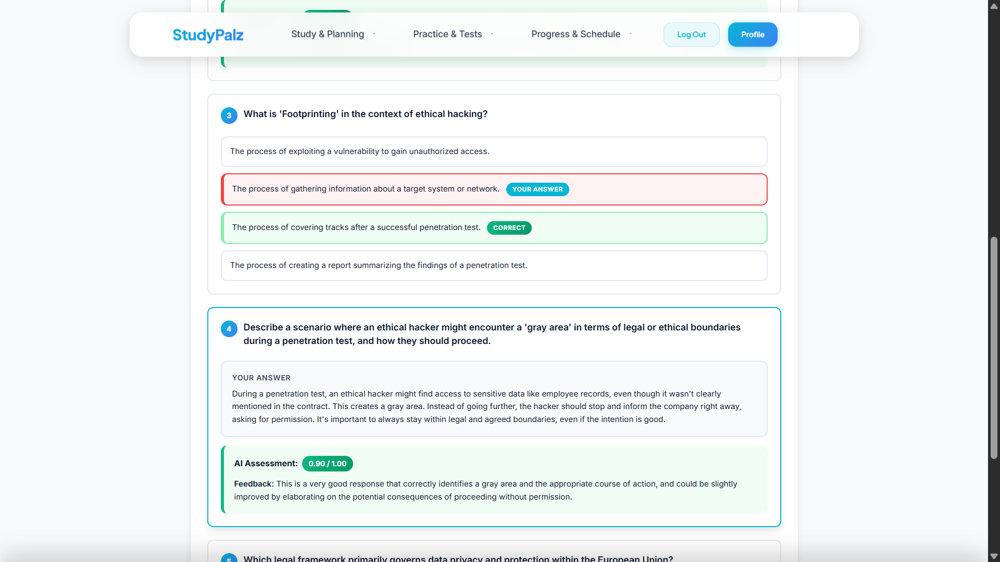 StudyPalz
Study & Planning
Practice & Tests
Progress & Schedule
Log Out
Profile
3
What is 'Footprinting' in the context of ethical hacking?
The process of exploiting a vulnerability to gain unauthorized access.
The process of gathering information about a target system or network. YOUR ANSWER
The process of covering tracks after a successful penetration test. CORRECT
The process of creating a report summarizing the findings of a penetration test.
4
Describe a scenario where an ethical hacker might encounter a 'gray area' in terms of legal or ethical boundaries
during a penetration test, and how they should proceed.
YOUR ANSWER
During a penetration test, an ethical hacker might find access to sensitive data like employee records, even though it wasn't clearly
mentioned in the contract. This creates a gray area. Instead of going further, the hacker should stop and inform the company right away,
asking for permission. It's important to always stay within legal and agreed boundaries, even if the intention is good.
AI Assessment: 0.90 / 1.00
Feedback: This is a very good response that correctly identifies a gray area and the appropriate course of action, and could be slightly
improved by elaborating on the potential consequences of proceeding without permission.
5
Which legal framework primarily governs data privacy and protection within the European Union?